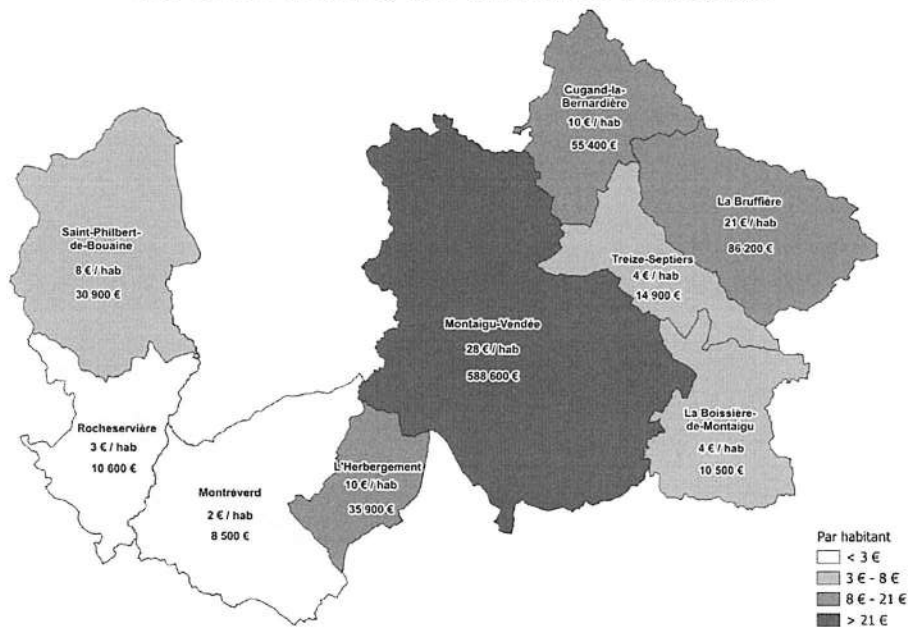 Cugand-la-
Bernardière
10 € / hab
55 400 €
La Bruffière
21 € / hab
86 200 €
Saint-Philbert-
de-Bouaine
8 € / hab
30 900 €
Treize-Septiers
4 € / hab
14 900 €
Montaigu-Vendée
28 € / hab
588 600 €
Rocheservière
3 € / hab
10 600 €
La Boissière-
de-Montaigu
4 € / hab
10 500 €
L'Herbergement
10 € / hab
35 900 €
Montréverd
2 € / hab
8 500 €
Par habitant
< 3 €
3 € - 8 €
8 € - 21 €
> 21 €